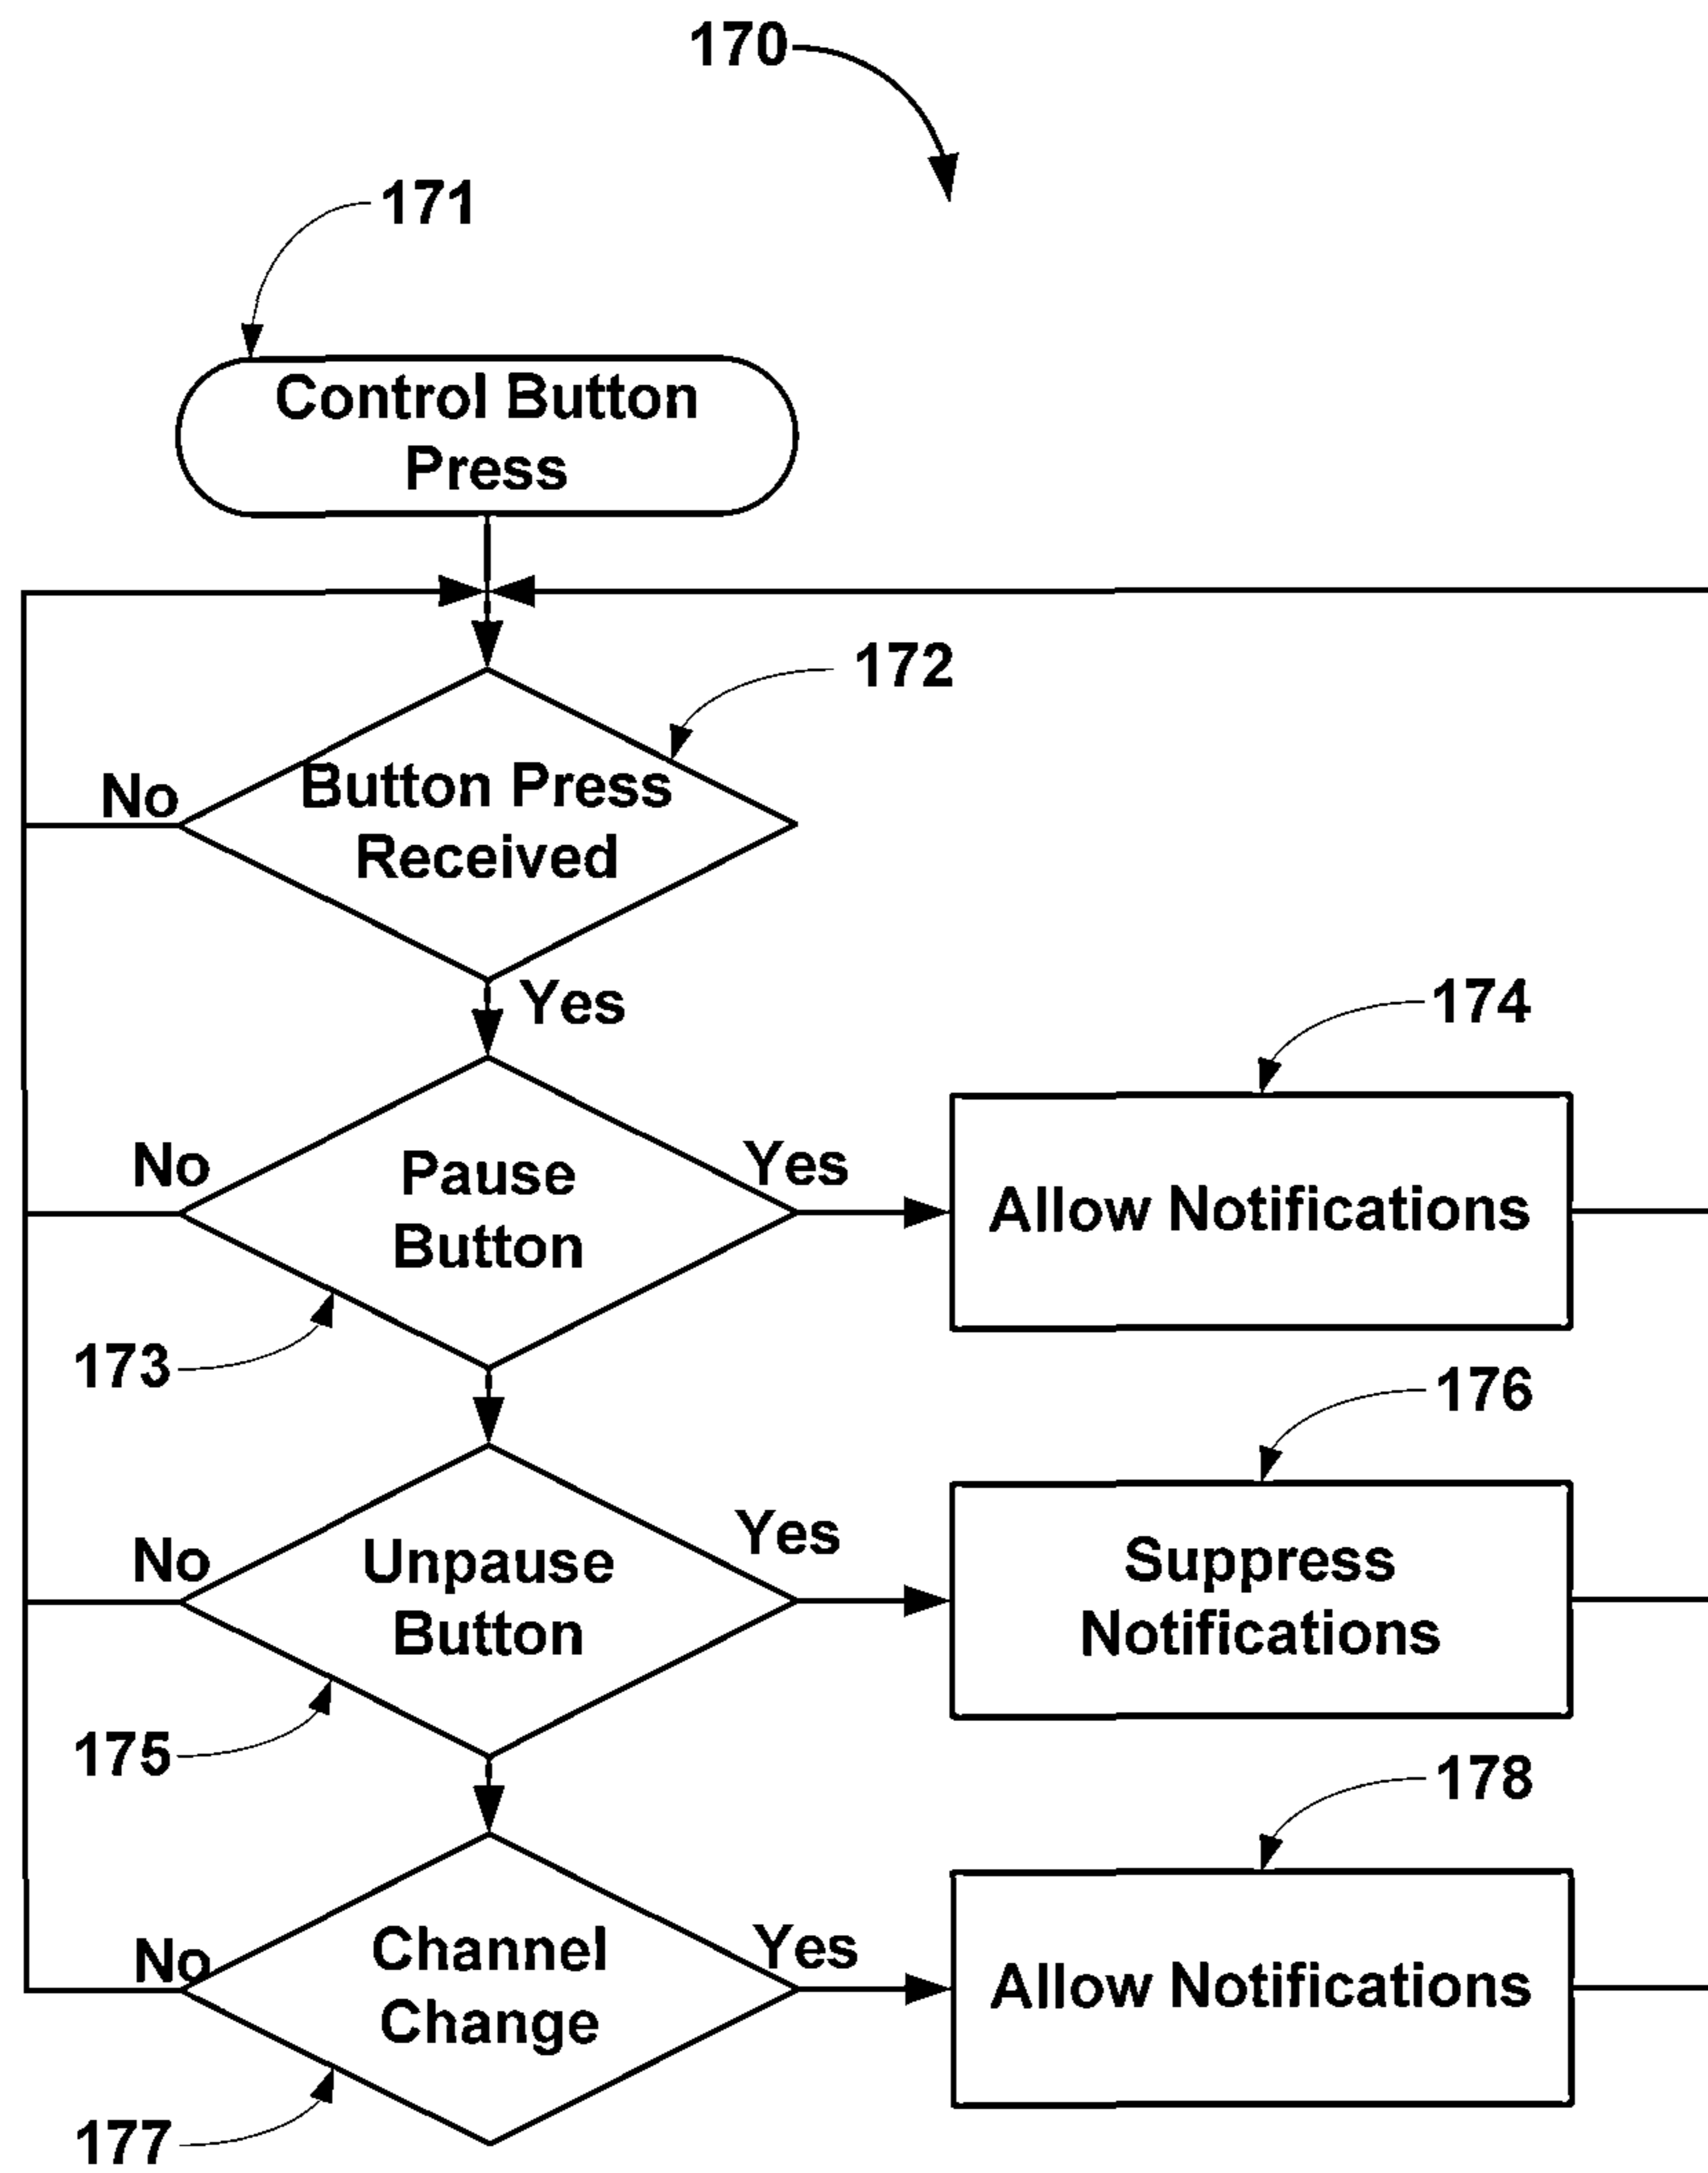 170
171
Control Button
Press
172
No
Button Press
Received
Yes
174
No
Pause
Button
Yes
Allow Notifications
173
176
No
Unpause
Button
Yes
Suppress
Notifications
175
178
No
Channel
Change
Yes
Allow Notifications
177